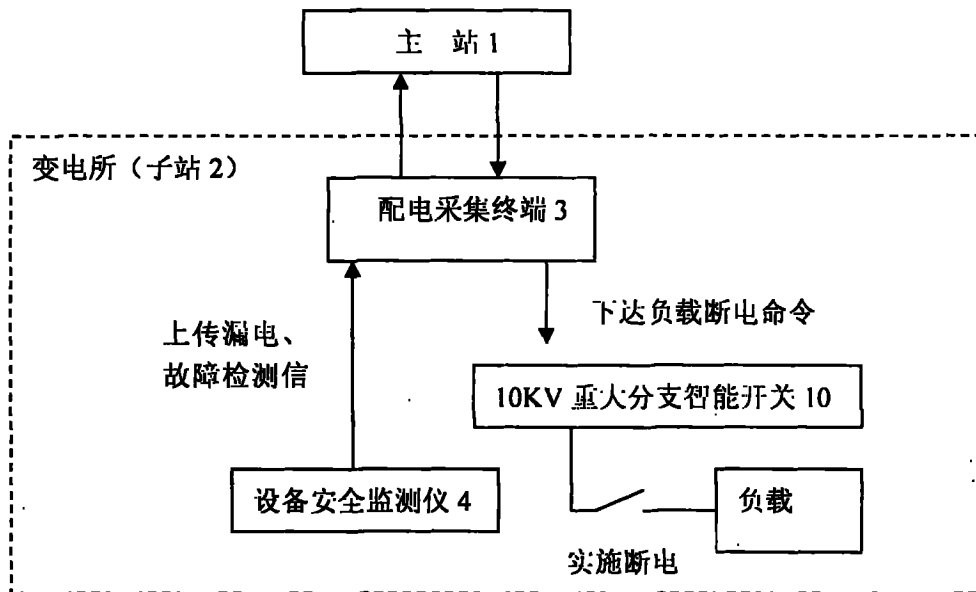 主 站 1
变电所（子站 2）
配电采集终端 3
下达负载断电命令
上传漏电、
故障检测信
10KV 重大分支智能开关 10
设备安全监测仪 4
负载
实施断电